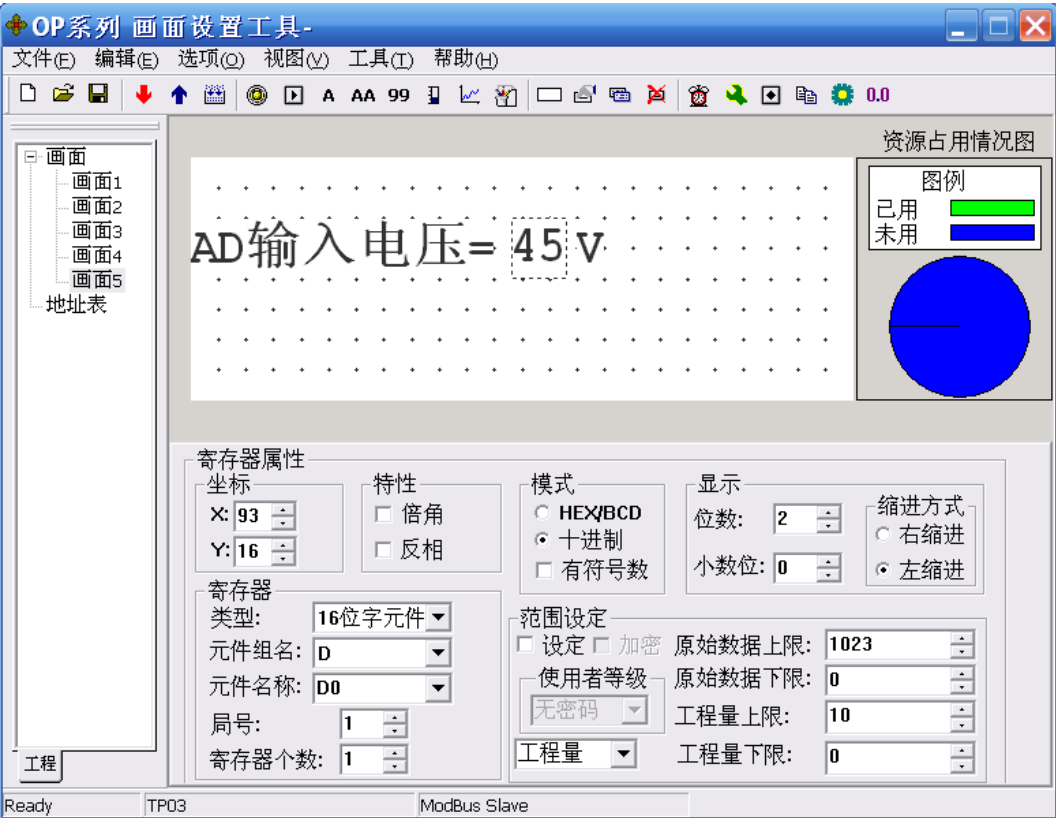 OP系列 画面设置工具-
文件(F) 编辑(E) 选项(O) 视图(V) 工具(T) 帮助(H)
A AA 99 0.0
画面
画面1
画面2
画面3
画面4
画面5
地址表
工程
AD输入电压= 45 V
资源占用情况图
图例
已用
未用
寄存器属性
坐标
X: 93
Y: 16
特性
倍角
反相
模式
HEX/BCD
十进制
有符号数
显示
位数: 2
小数位: 0
缩进方式
右缩进
左缩进
寄存器
类型: 16位字元件
元件组名: D
元件名称: D0
局号: 1
寄存器个数: 1
范围设定
设定 加密
使用者等级
无密码
工程量
原始数据上限: 1023
原始数据下限: 0
工程量上限: 10
工程量下限: 0
Ready TP03 ModBus Slave